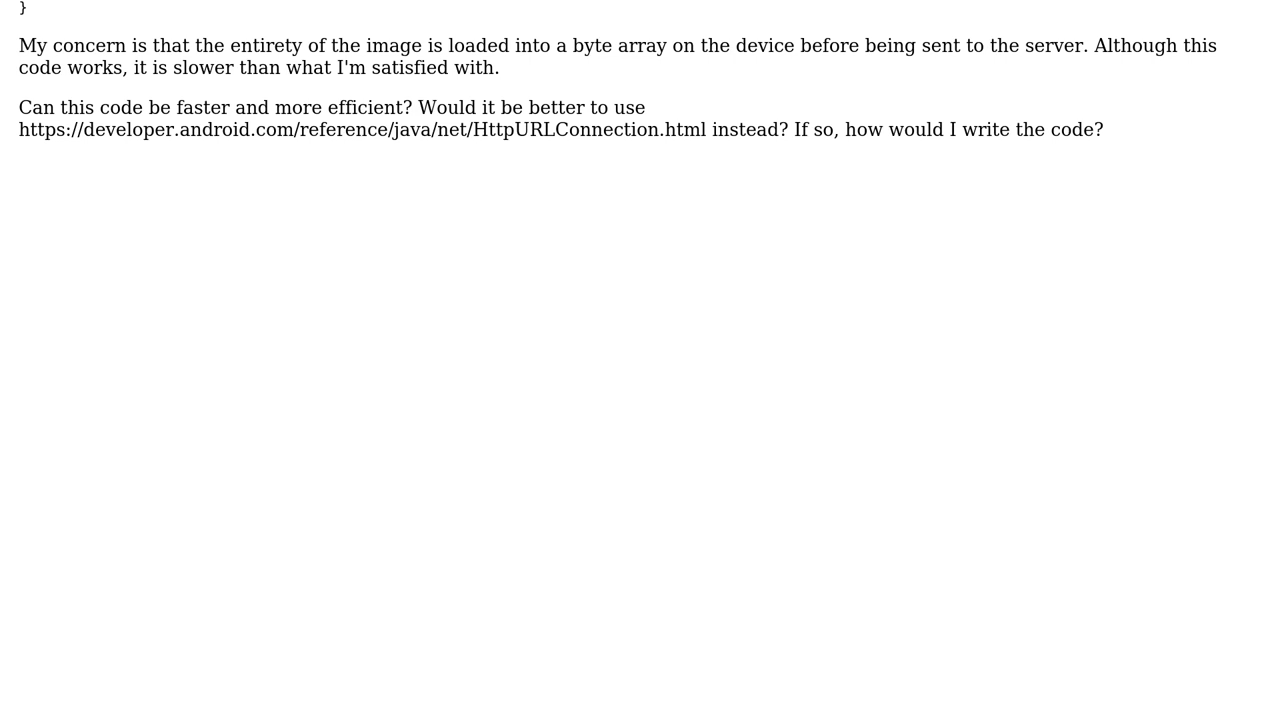 }
My concern is that the entirety of the image is loaded into a byte array on the device before being sent to the server. Although this
code works, it is slower than what I'm satisfied with.
Can this code be faster and more efficient? Would it be better to use
https://developer.android.com/reference/java/net/HttpURLConnection.html instead? If so, how would I write the code?